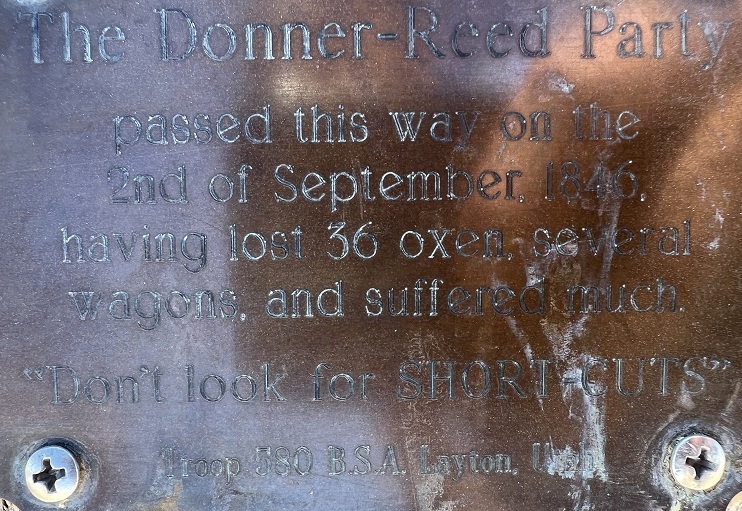 The Donner-Reed Party
passed this way on the
2nd of September, 1846,
having lost 36 oxen, several
wagons, and suffered much.
"Don't look for SHORT-CUTS"
Troop 580 B.S.A. Layton, Utah